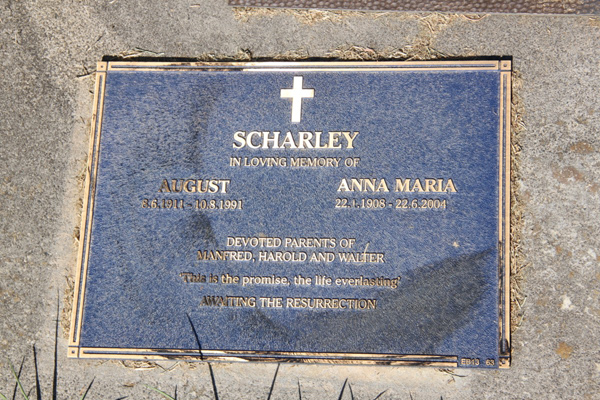 SCHARLEY
IN LOVING MEMORY OF
AUGUST ANNA MARIA
8.6.1911 - 10.8.1991 22.1.1908 - 22.6.2004
DEVOTED PARENTS OF
MANFRED, HAROLD AND WALTER
'This is the promise, the life everlasting'
AWAITING THE RESURRECTION
63